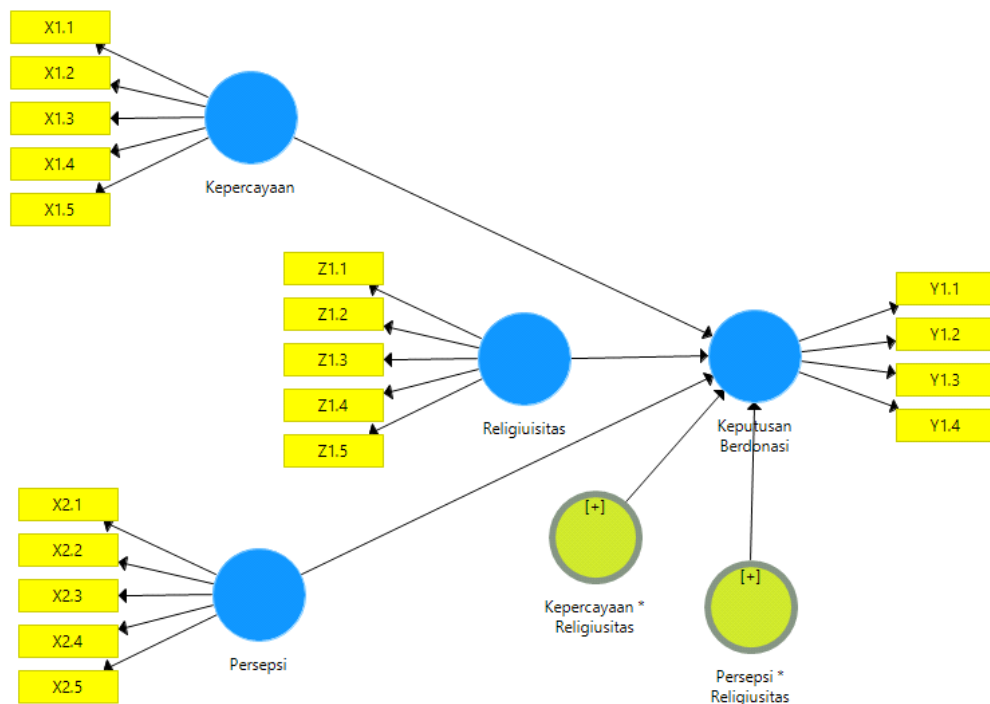 X1.1
X1.2
X1.3
X1.4
X1.5
Kepercayaan
Z1.1
Z1.2
Z1.3
Z1.4
Z1.5
Religiuisitas
Y1.1
Y1.2
Y1.3
Y1.4
Keputusan
Berdonasi
X2.1
X2.2
X2.3
X2.4
X2.5
Persepsi
[+]
Kepercayaan *
Religiusitas
[+]
Persepsi *
Religiusitas